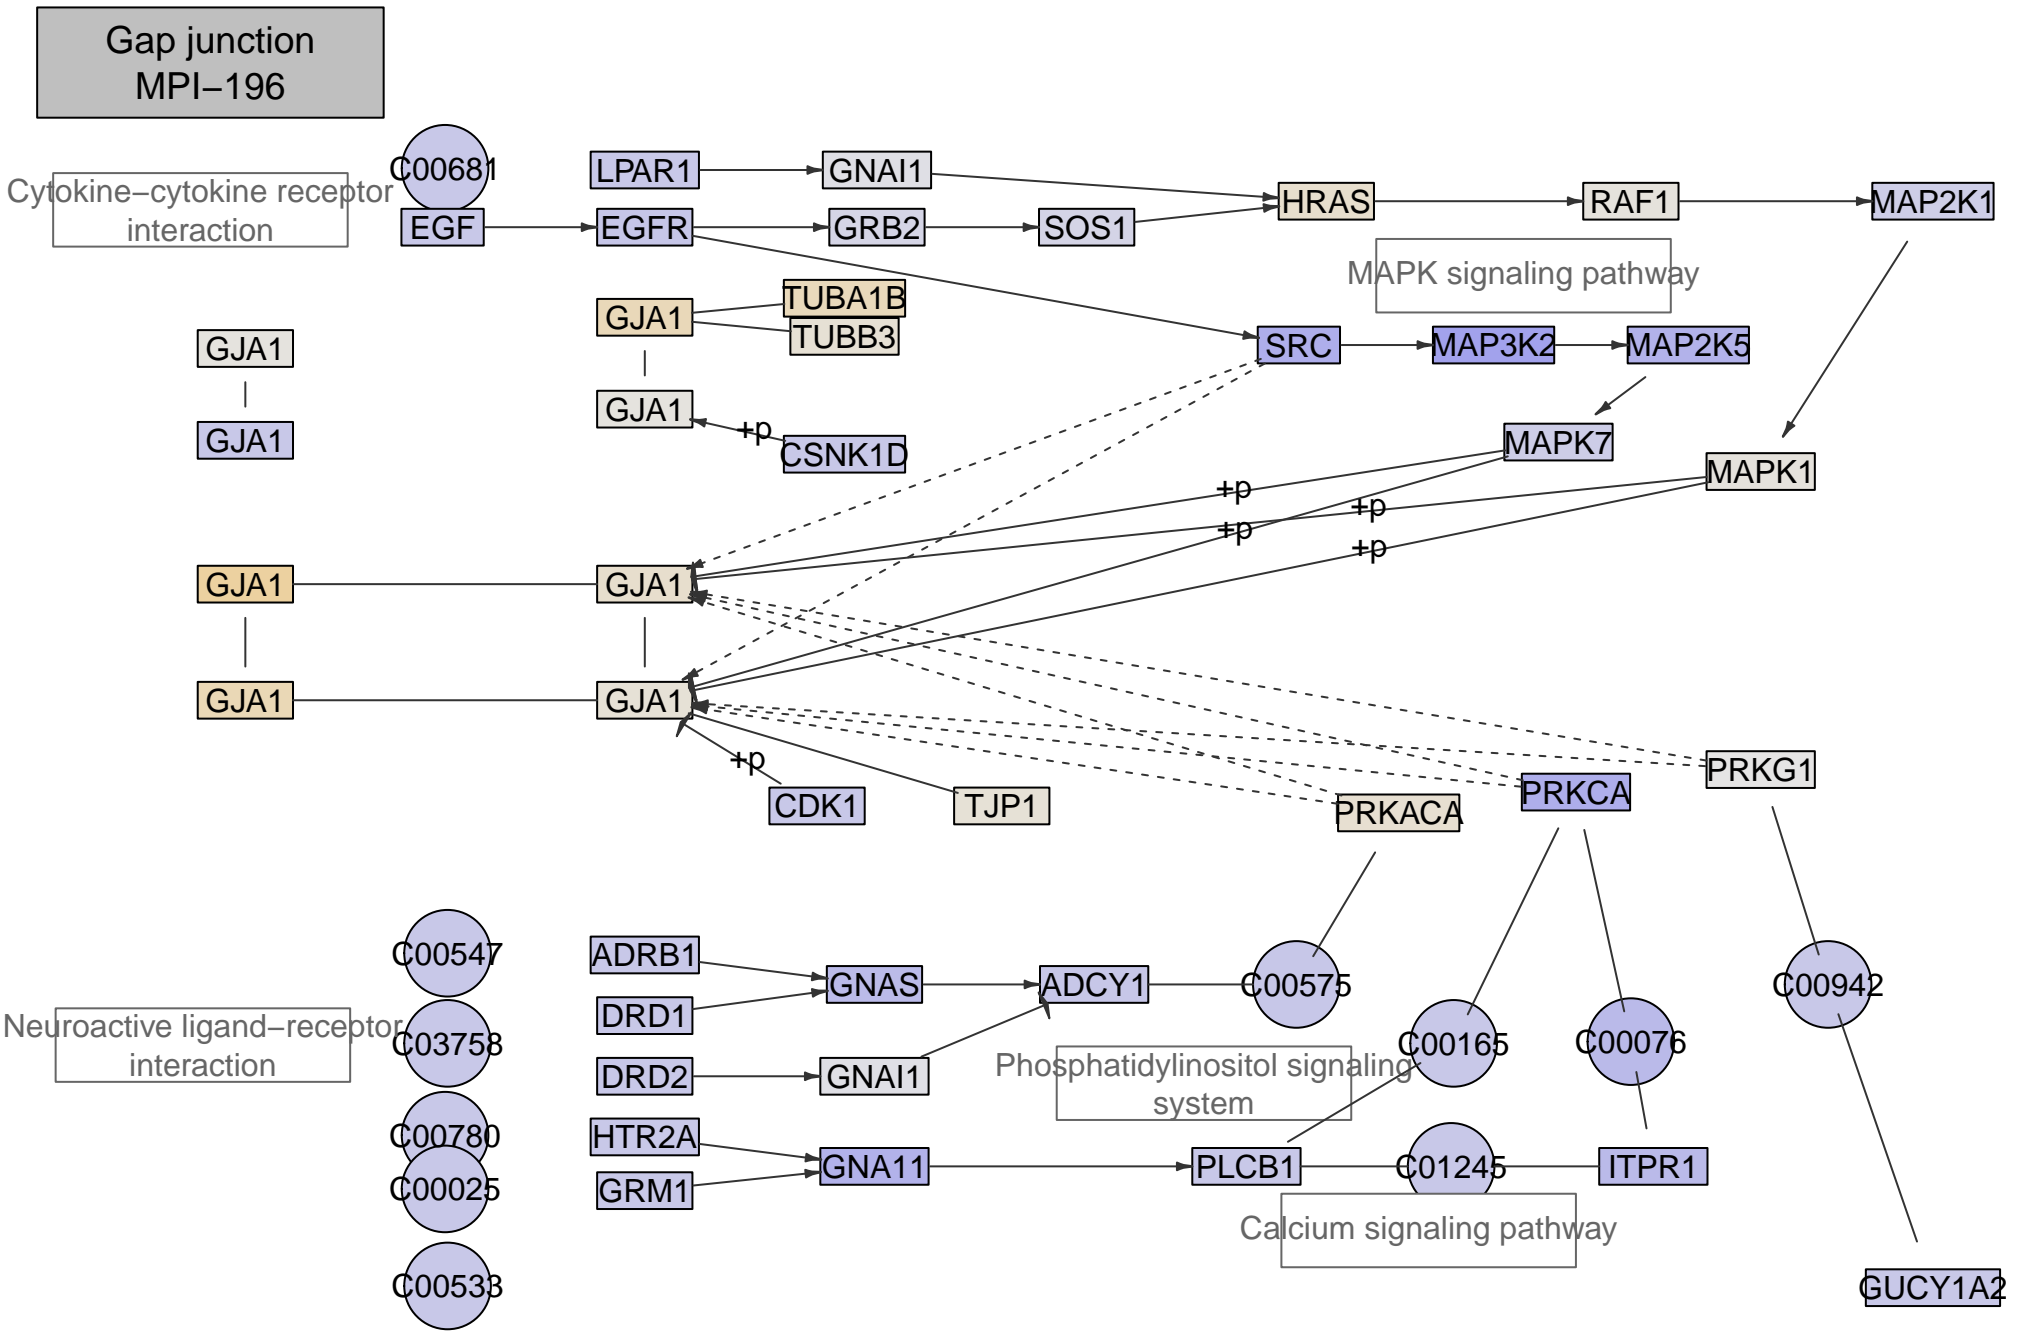 Gap junction
MPI−196
C00681
LPAR1
GNAI1
Cytokine−cytokine receptor
interaction
HRAS
RAF1
MAP2K1
EGF
EGFR
GRB2
SOS1
MAPK signaling pathway
TUBA1B
GJA1
TUBB3
GJA1
SRC
MAP3K2
MAP2K5
GJA1
+p
GJA1
CSNK1D
MAPK7
MAPK1
+p
+p
+p
+p
GJA1
GJA1
GJA1
GJA1
+p
CDK1
TJP1
PRKACA
PRKCA
PRKG1
C00547
ADRB1
GNAS
ADCY1
C00575
C00942
DRD1
Neuroactive ligand−receptor
interaction
C03758
C00165
C00076
DRD2
GNAI1
Phosphatidylinositol signaling
system
C00780
HTR2A
GNA11
PLCB1
C01245
ITPR1
C00025
GRM1
Calcium signaling pathway
C00533
GUCY1A2